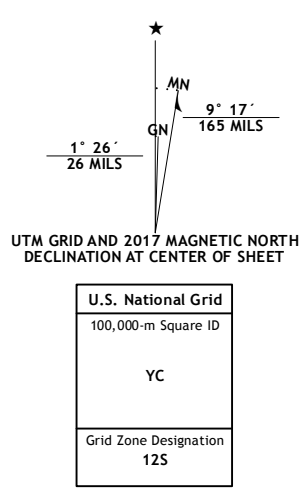 MN
9° 17´
165 MILS
GN
1° 26´
26 MILS
UTM GRID AND 2017 MAGNETIC NORTH
DECLINATION AT CENTER OF SHEET
U.S. National Grid
100,000-m Square ID
YC
Grid Zone Designation
12S